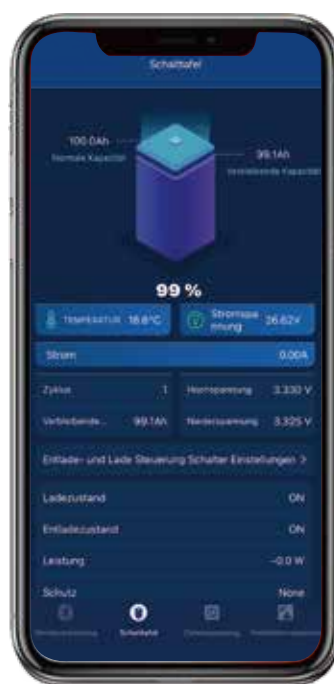 Schalttafel
100.0Ah
Normale Kapazität
99.1Ah
Verbleibende Kapazität
99 %
TEMPERATUR 18.8°C
Stromspa
nnung 26.62V
Strom 0.00A
Zyklus 1
Hochspannung 3.330 V
Verbleibende... 99.1Ah
Niederspannung 3.325 V
Entlade- und Lade Steuerung Schalter Einstellungen >
Ladezustand ON
Entladezustand ON
Leistung -0.0 W
Schutz None
Schalttafel